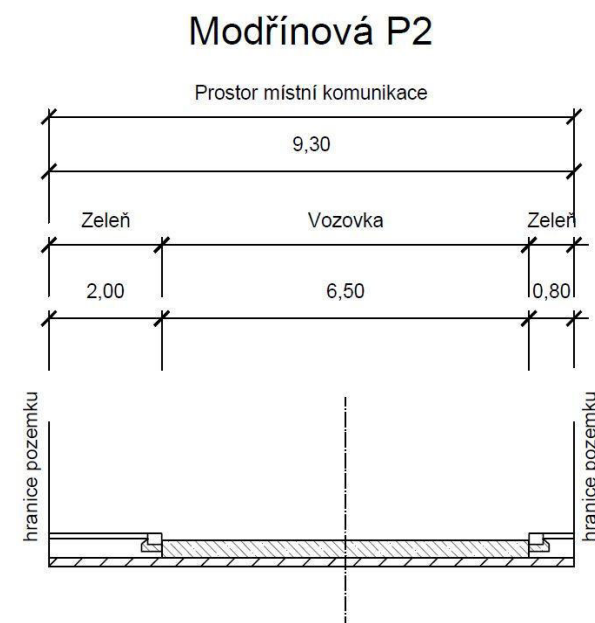 Modřínová P2
Prostor místní komunikace
9,30
Zeleň Vozovka Zeleň
2,00 6,50 0,80
hranice pozemku
hranice pozemku